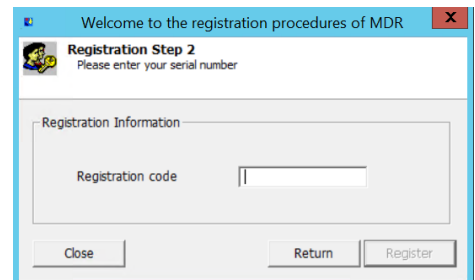 Welcome to the registration procedures of MDR
X
Registration Step 2
Please enter your serial number
Registration Information
Registration code
Close
Return
Register